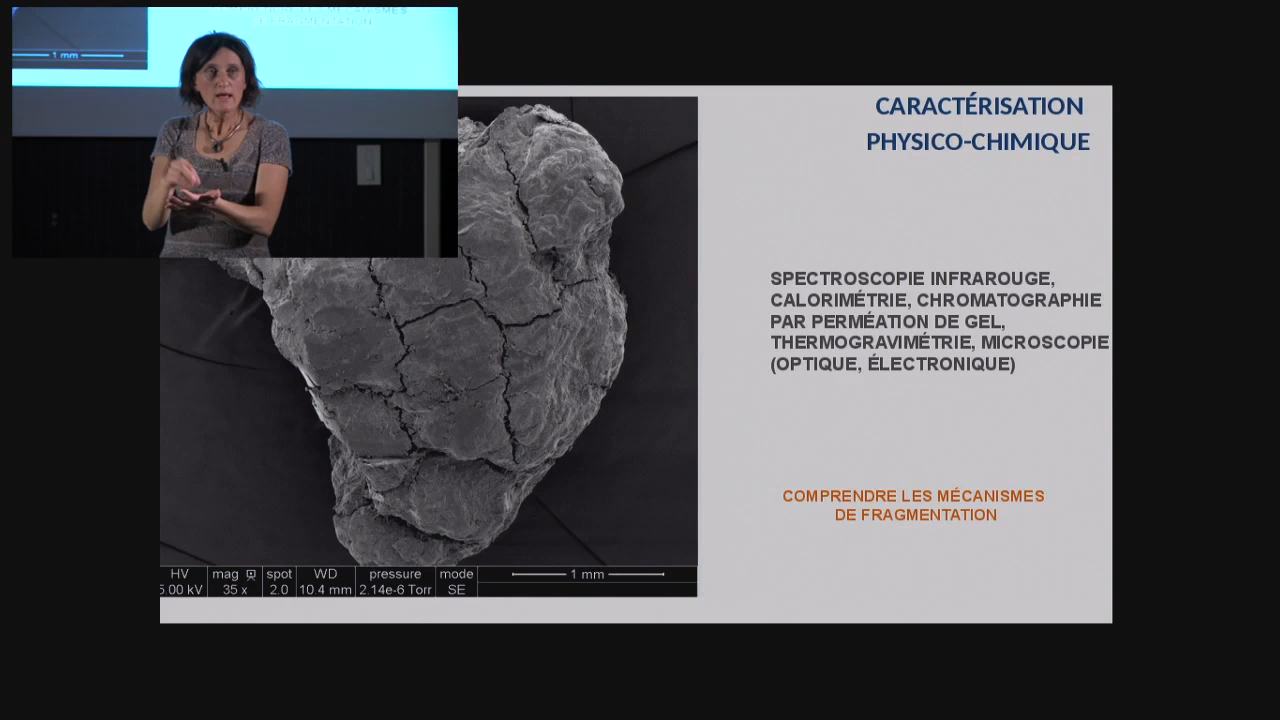 1 mm
CARACTÉRISATION
PHYSICO-CHIMIQUE
SPECTROSCOPIE INFRAROUGE,
CALORIMÉTRIE, CHROMATOGRAPHIE
PAR PERMÉATION DE GEL,
THERMOGRAVIMÉTRIE, MICROSCOPIE
(OPTIQUE, ÉLECTRONIQUE)
COMPRENDRE LES MÉCANISMES
DE FRAGMENTATION
HV mag spot WD pressure mode
5.00 kV 35 x 2.0 10.4 mm 2.14e-6 Torr SE
1 mm